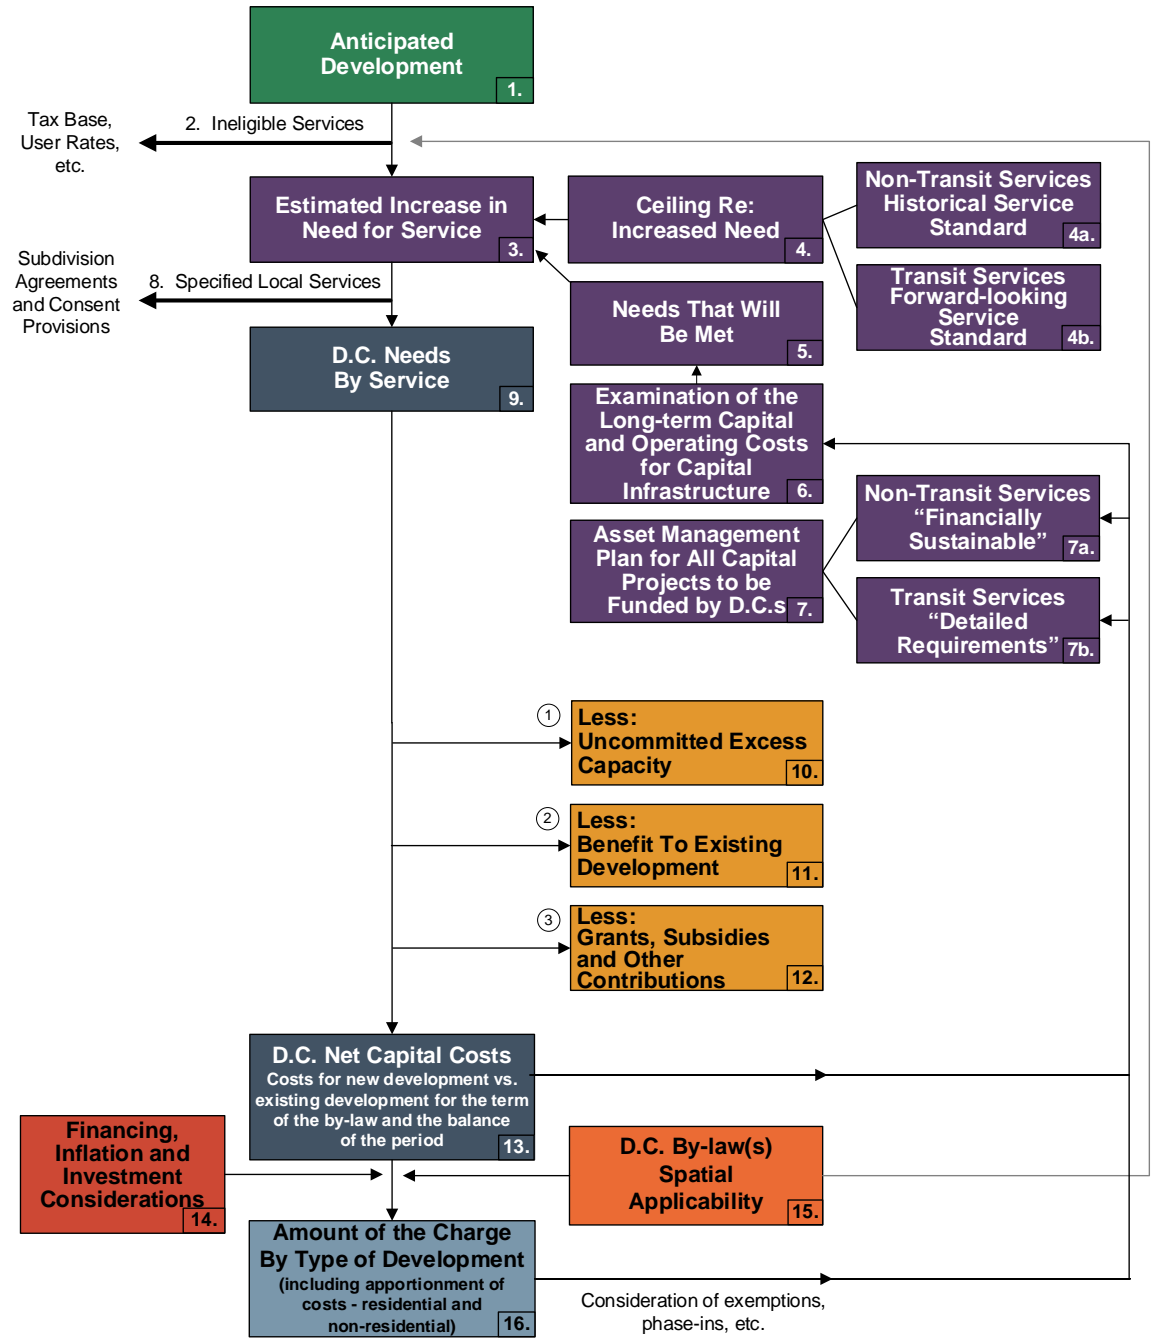 Anticipated
Development
1.
2. Ineligible Services
Tax Base,
User Rates,
etc.
Estimated Increase in
Need for Service
3.
Ceiling Re:
Increased Need
4.
Non-Transit Services
Historical Service
Standard
4a.
Transit Services
Forward-looking
Service
Standard
4b.
8. Specified Local Services
Subdivision
Agreements
and Consent
Provisions
Needs That Will
Be Met
5.
D.C. Needs
By Service
9.
Examination of the
Long-term Capital
and Operating Costs
for Capital
Infrastructure
6.
Asset Management
Plan for All Capital
Projects to be
Funded by D.C.s
7.
Non-Transit Services
“Financially
Sustainable”
7a.
Transit Services
“Detailed
Requirements”
7b.
1
Less:
Uncommitted Excess
Capacity
10.
2
Less:
Benefit To Existing
Development
11.
3
Less:
Grants, Subsidies
and Other
Contributions
12.
D.C. Net Capital Costs
Costs for new development vs.
existing development for the term
of the by-law and the balance
of the period
13.
Financing,
Inflation and
Investment
Considerations
14.
D.C. By-law(s)
Spatial
Applicability
15.
Amount of the Charge
By Type of Development
(including apportionment of
costs - residential and
non-residential)
16.
Consideration of exemptions,
phase-ins, etc.